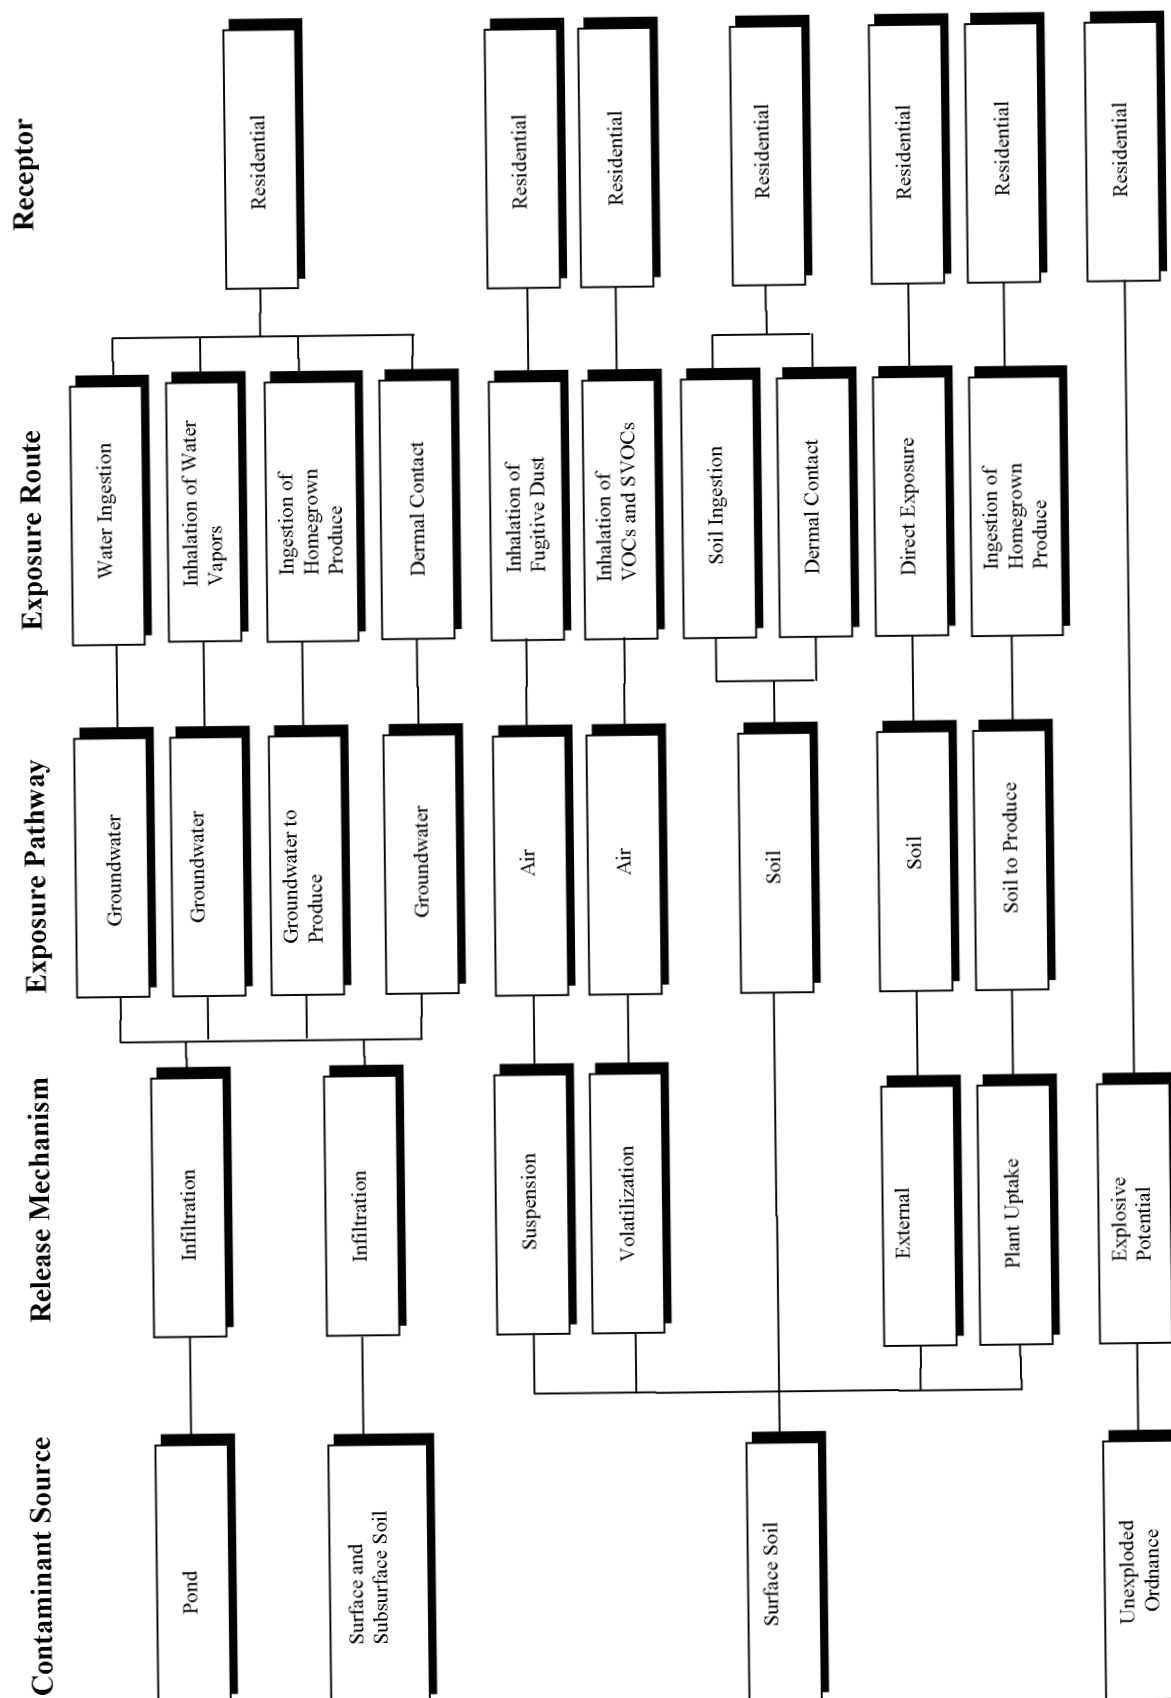 Contaminant Source
Release Mechanism
Exposure Pathway
Exposure Route
Receptor
Pond
Infiltration
Groundwater
Water Ingestion
Residential
Groundwater
Inhalation of Water
Vapors
Surface and
Subsurface Soil
Infiltration
Groundwater to
Produce
Ingestion of
Homegrown
Produce
Groundwater
Dermal Contact
Suspension
Air
Inhalation of
Fugitive Dust
Residential
Volatilization
Air
Inhalation of
VOCs and SVOCs
Residential
Surface Soil
Soil
Soil Ingestion
Dermal Contact
Residential
External
Soil
Direct Exposure
Residential
Plant Uptake
Soil to Produce
Ingestion of
Homegrown
Produce
Residential
Unexploded
Ordnance
Explosive
Potential
Residential